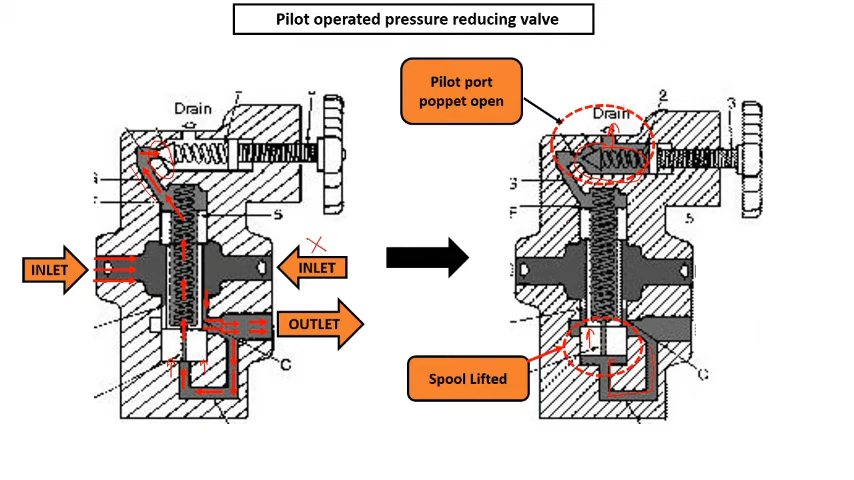 Pilot operated pressure reducing valve
Pilot port
poppet open
Drain
Drain
2
3
G
F
S
5
INLET
INLET
OUTLET
C
Spool Lifted
G